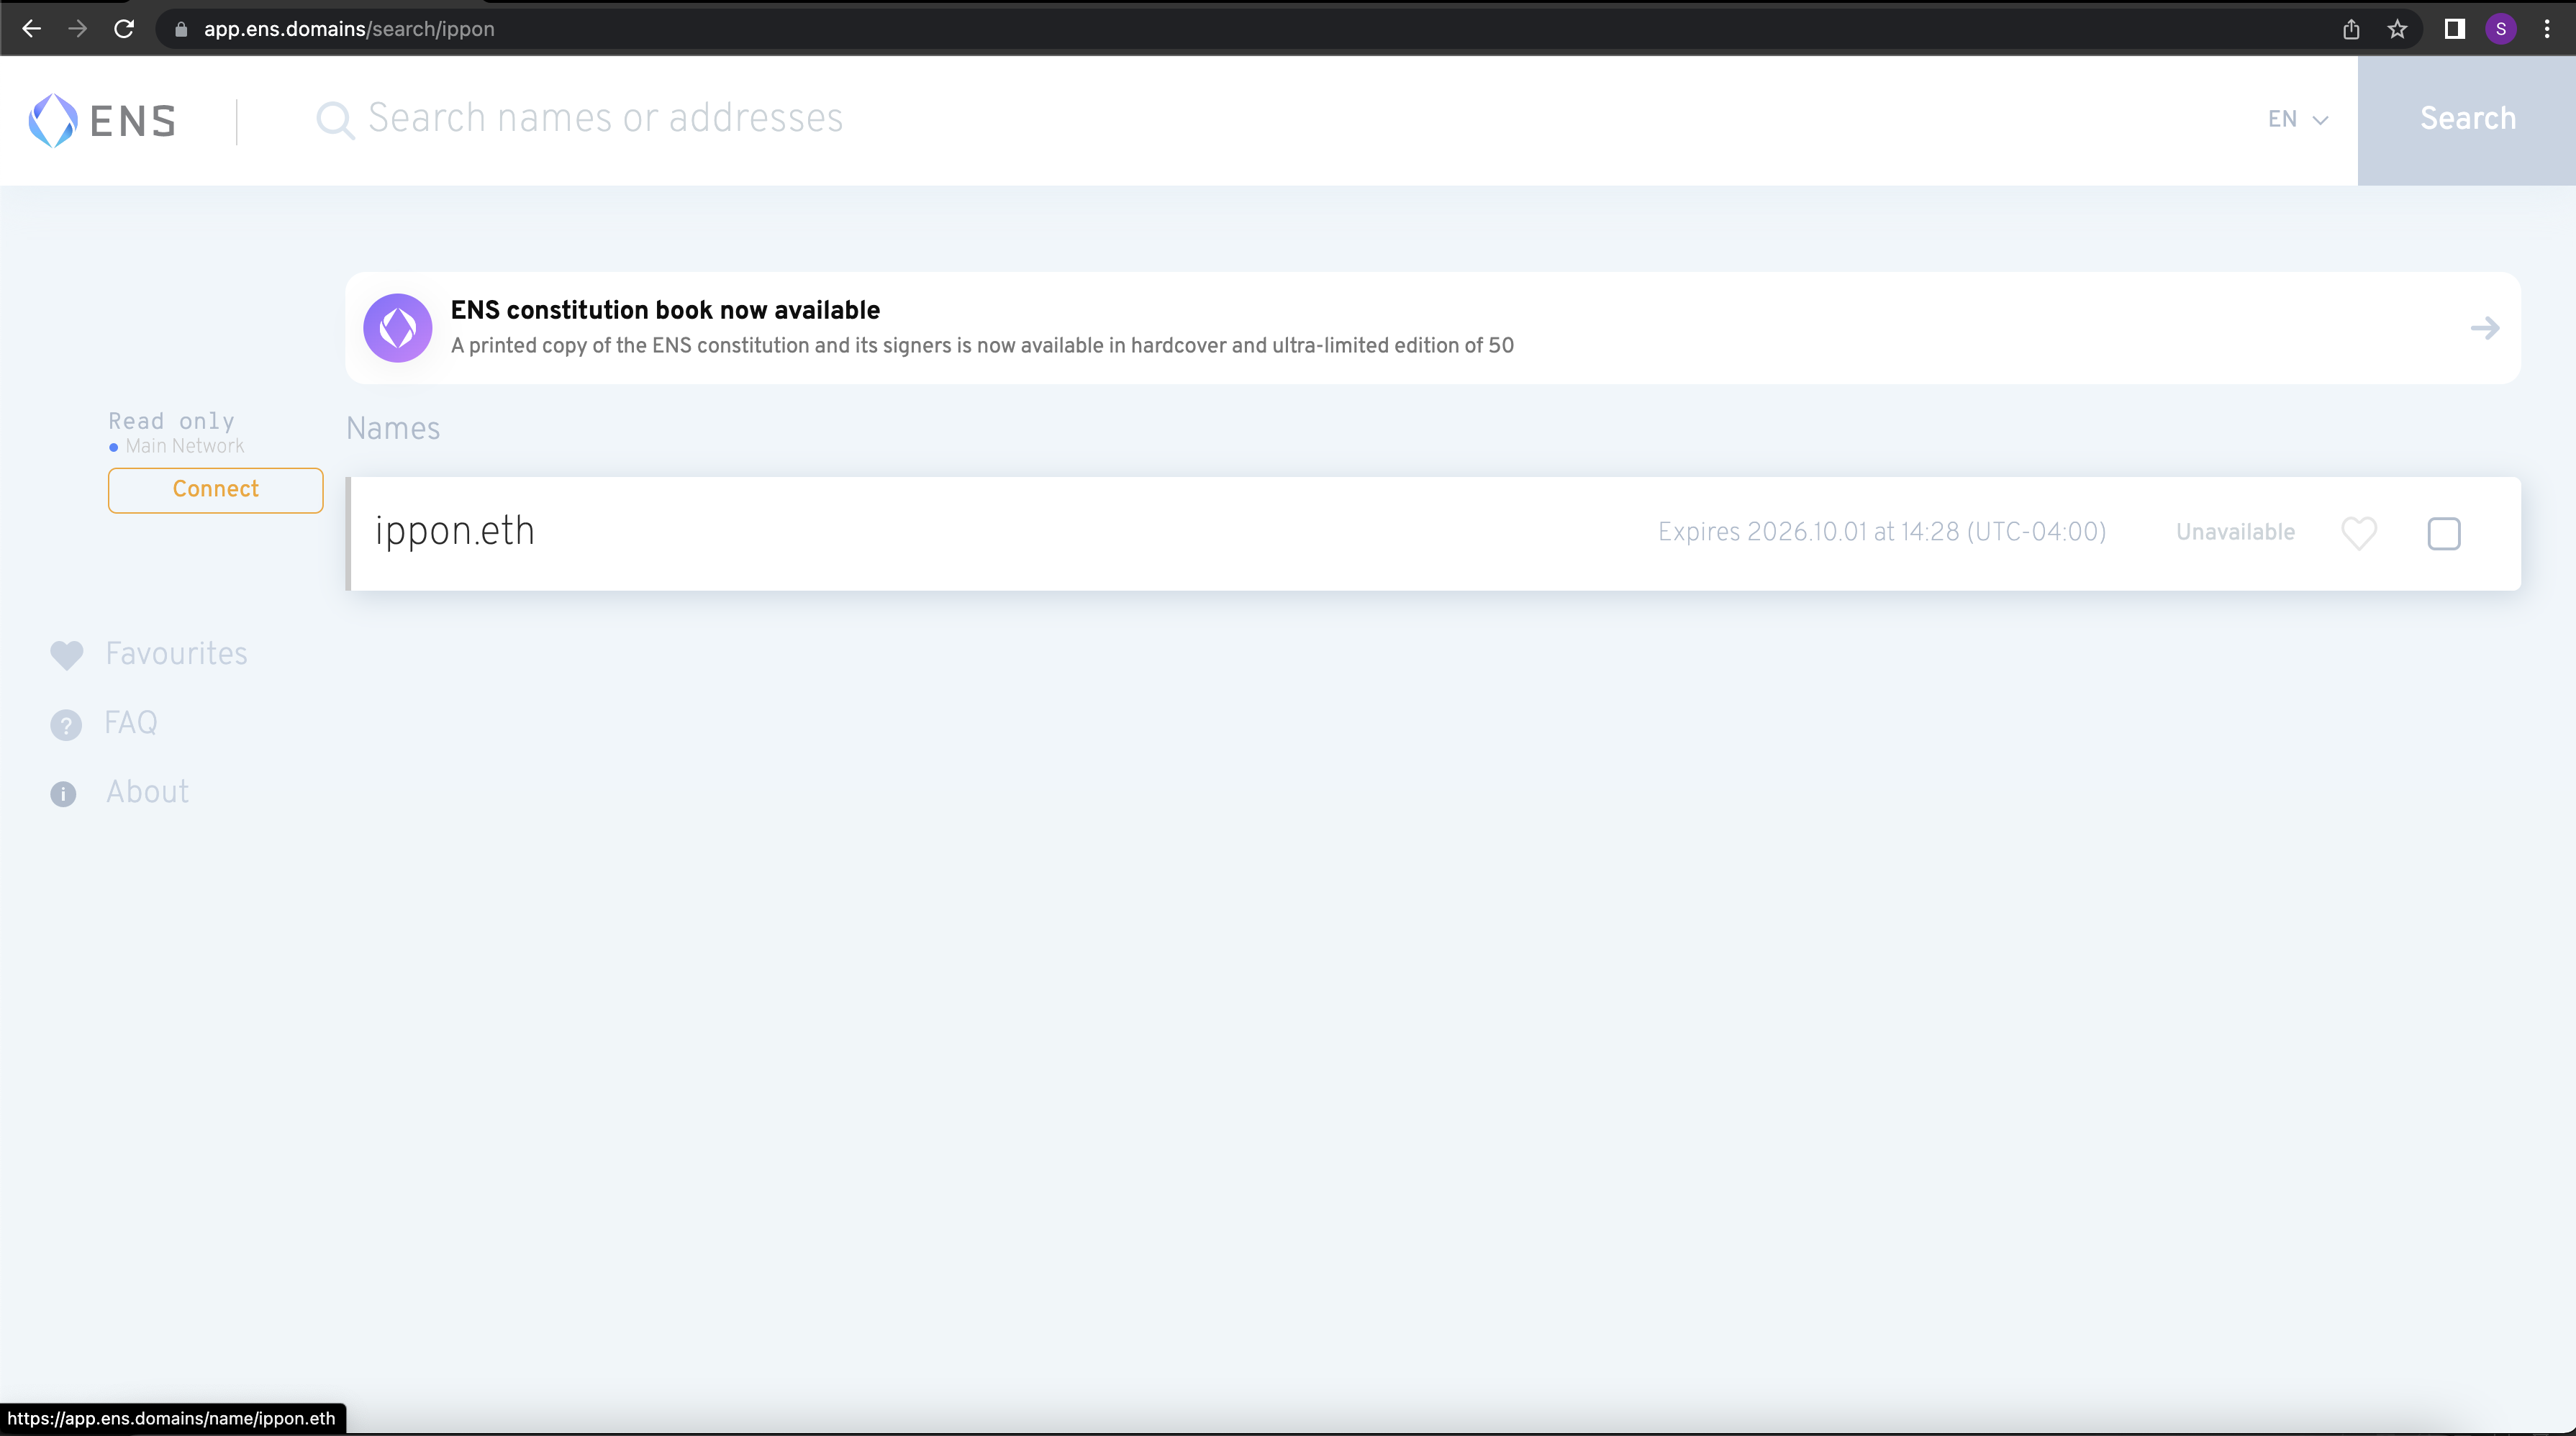 app.ens.domains/search/ippon
S
ENS
Search names or addresses
EN
Search
ENS constitution book now available
A printed copy of the ENS constitution and its signers is now available in hardcover and ultra-limited edition of 50
Read only
Main Network
Connect
Names
ippon.eth
Expires 2026.10.01 at 14:28 (UTC-04:00)
Unavailable
Favourites
? FAQ
i About
https://app.ens.domains/name/ippon.eth